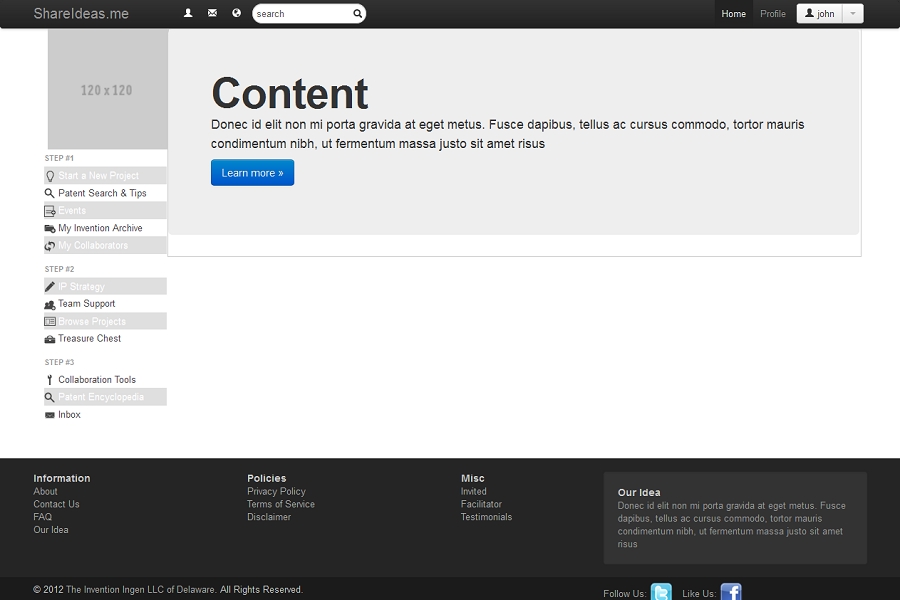 ShareIdeas.me
search
Home Profile john
120 x 120
Content
Donec id elit non mi porta gravida at eget metus. Fusce dapibus, tellus ac cursus commodo, tortor mauris
condimentum nibh, ut fermentum massa justo sit amet risus
Learn more »
STEP #1
Start a New Project
Patent Search & Tips
Events
My Invention Archive
My Collaborators
STEP #2
IP Strategy
Team Support
Browse Projects
Treasure Chest
STEP #3
Collaboration Tools
Patent Encyclopedia
Inbox
Information
About
Contact Us
FAQ
Our Idea
Policies
Privacy Policy
Terms of Service
Disclaimer
Misc
Invited
Facilitator
Testimonials
Our Idea
Donec id elit non mi porta gravida at eget metus. Fusce
dapibus, tellus ac cursus commodo, tortor mauris
condimentum nibh, ut fermentum massa justo sit amet
risus
© 2012 The Invention Ingen LLC of Delaware. All Rights Reserved.
Follow Us: Like Us: